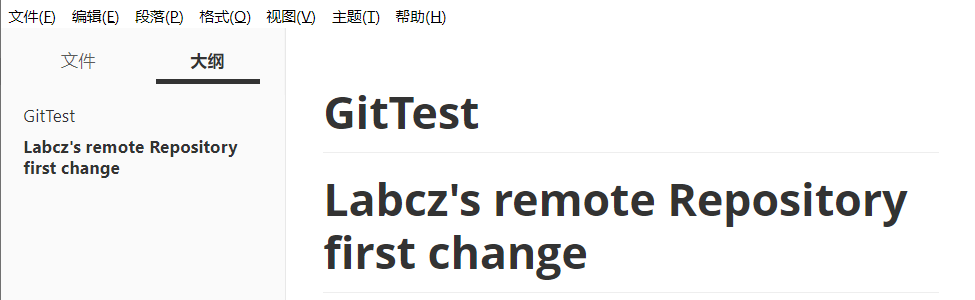 文件(F) 编辑(E) 段落(P) 格式(O) 视图(V) 主题(T) 帮助(H)
文件 大纲
GitTest
Labcz's remote Repository
first change
GitTest
Labcz's remote Repository
first change